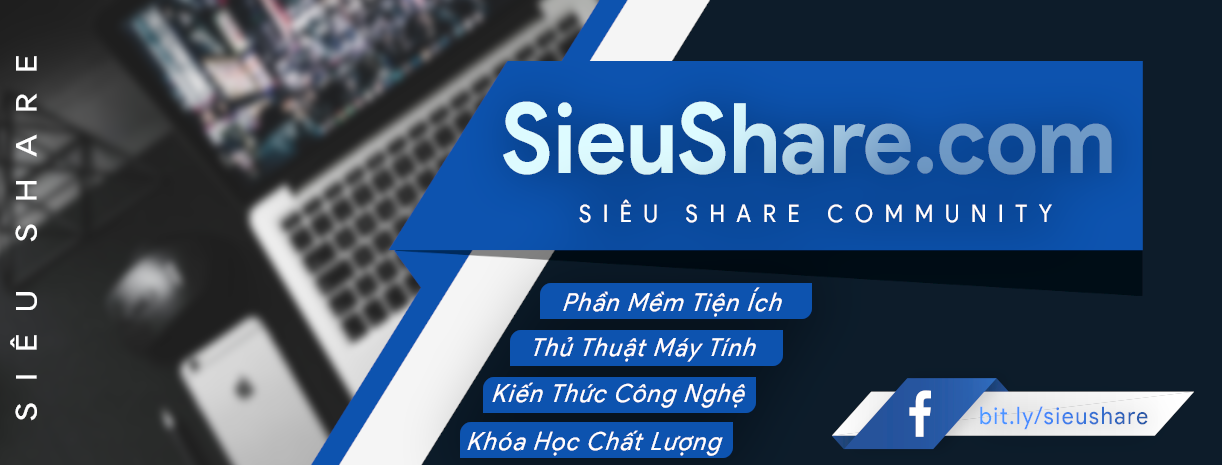 SIÊU SHARE
SieuShare.com
SIÊU SHARE COMMUNITY
Phần Mềm Tiện Ích
Thủ Thuật Máy Tính
Kiến Thức Công Nghệ
Khóa Học Chất Lượng
f bit.ly/sieushare